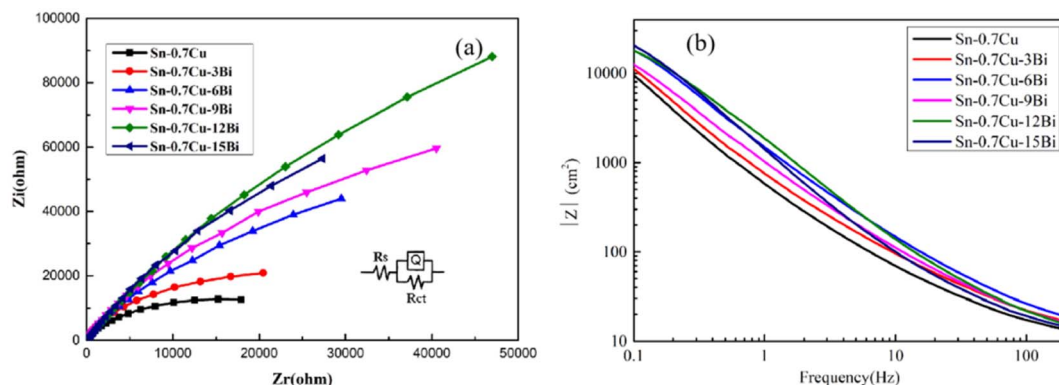 (a)
Zi(ohm)
100000
80000
60000
40000
20000
0
Sn-0.7Cu
Sn-0.7Cu-3Bi
Sn-0.7Cu-6Bi
Sn-0.7Cu-9Bi
Sn-0.7Cu-12Bi
Sn-0.7Cu-15Bi
Rs
Q
Rct
0 10000 20000 30000 40000 50000
Zr(ohm)
(b)
|Z| (cm²)
10000
1000
100
10
Sn-0.7Cu
Sn-0.7Cu-3Bi
Sn-0.7Cu-6Bi
Sn-0.7Cu-9Bi
Sn-0.7Cu-12Bi
Sn-0.7Cu-15Bi
0.1 1 10 100
Frequency(Hz)